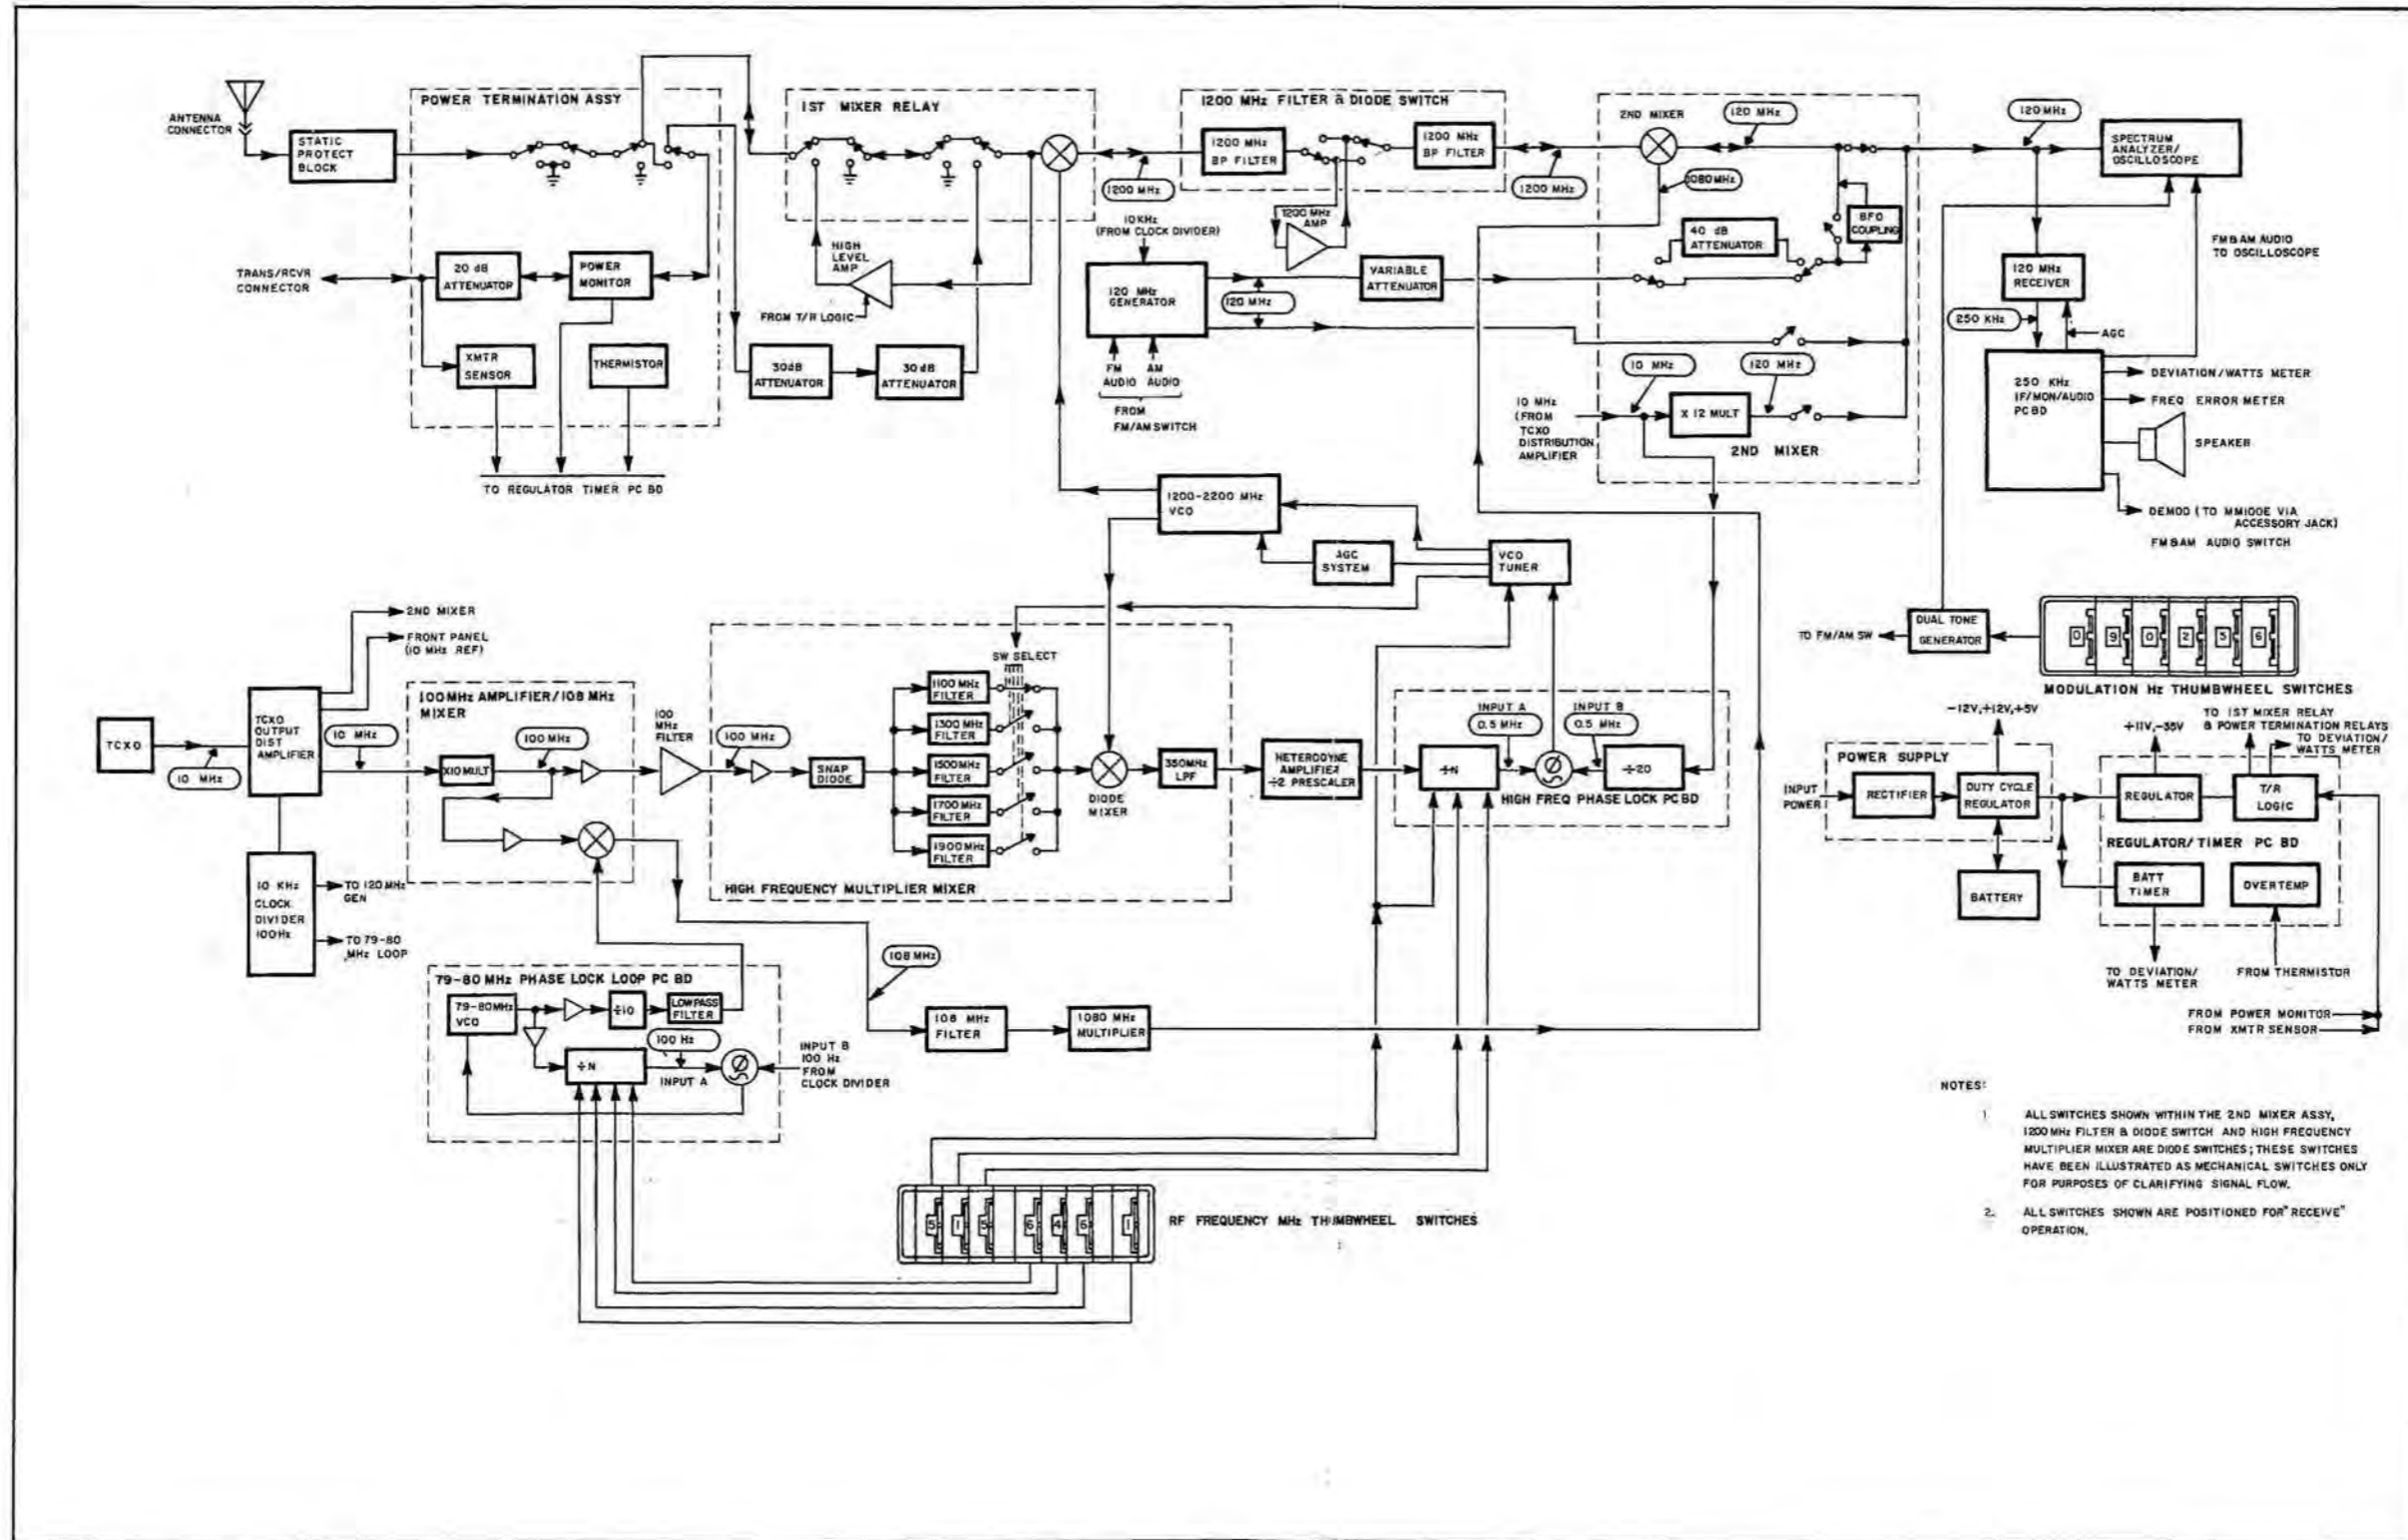 ANTENNA
CONNECTOR
STATIC
PROTECT
BLOCK
POWER TERMINATION ASSY
TRANS/RCVR
CONNECTOR
20 dB
ATTENUATOR
POWER
MONITOR
XMTR
SENSOR
THERMISTOR
TO REGULATOR TIMER PC BD
1ST MIXER RELAY
HIGH
LEVEL
AMP
FROM T/R LOGIC
30dB
ATTENUATOR
30 dB
ATTENUATOR
1200 MHz
1200 MHz FILTER & DIODE SWITCH
1200 MHz
BP FILTER
1200 MHz
BP FILTER
1200 MHz
AMP
1200 MHz
10 KHz
(FROM CLOCK DIVIDER)
120 MHz
GENERATOR
120 MHz
FM
AUDIO
AM
AUDIO
FROM
FM/AM SWITCH
VARIABLE
ATTENUATOR
2ND MIXER
120 MHz
1080 MHz
40 dB
ATTENUATOR
BFO
COUPLING
10 MHz
120 MHz
10 MHz
(FROM
TCXO
DISTRIBUTION
AMPLIFIER
X 12 MULT
2ND MIXER
120 MHz
SPECTRUM
ANALYZER/
OSCILLOSCOPE
120 MHz
RECEIVER
FM & AM AUDIO
TO OSCILLOSCOPE
250 KHz
AGC
250 KHz
IF/MON/AUDIO
PC BD
DEVIATION/WATTS METER
FREQ ERROR METER
SPEAKER
DEMOD (TO MM100E VIA
ACCESSORY JACK)
FM & AM AUDIO SWITCH
1200-2200 MHz
VCO
AGC
SYSTEM
VCO
TUNER
TCXO
10 MHz
TCXO
OUTPUT
DIST
AMPLIFIER
2ND MIXER
FRONT PANEL
(10 MHz REF)
10 MHz
10 KHz
CLOCK
DIVIDER
100Hz
TO 120 MHz
GEN
TO 79-80
MHz LOOP
100MHz AMPLIFIER/108 MHz
MIXER
100 MHz
X10 MULT
100
MHz
FILTER
100 MHz
SNAP
DIODE
SW SELECT
1100 MHz
FILTER
1300 MHz
FILTER
1500MHz
FILTER
1700 MHz
FILTER
1900 MHz
FILTER
DIODE
MIXER
350MHz
LPF
HIGH FREQUENCY MULTIPLIER MIXER
HETERODYNE
AMPLIFIER
÷2 PRESCALER
INPUT A
0.5 MHz
INPUT B
0.5 MHz
÷N
÷20
HIGH FREQ PHASE LOCK PC BD
79-80 MHz PHASE LOCK LOOP PC BD
79-80MHz
VCO
÷10
LOWPASS
FILTER
100 Hz
÷N
INPUT A
INPUT B
100 Hz
FROM
CLOCK DIVIDER
108 MHz
108 MHz
FILTER
1080 MHz
MULTIPLIER
5 1 5 6 4 6 1
RF FREQUENCY MHz THUMBWHEEL SWITCHES
TO FM/AM SW
DUAL TONE
GENERATOR
0 9 0 2 5 6
MODULATION Hz THUMBWHEEL SWITCHES
-12V,+12V,+5V
TO 1ST MIXER RELAY
& POWER TERMINATION RELAYS
+11V,-35V
TO DEVIATION/
WATTS METER
POWER SUPPLY
INPUT
POWER
RECTIFIER
DUTY CYCLE
REGULATOR
REGULATOR
T/R
LOGIC
REGULATOR/TIMER PC BD
BATTERY
BATT
TIMER
OVERTEMP
TO DEVIATION/
WATTS METER
FROM THERMISTOR
FROM POWER MONITOR
FROM XMTR SENSOR
NOTES:
1 ALL SWITCHES SHOWN WITHIN THE 2ND MIXER ASSY,
1200 MHz FILTER & DIODE SWITCH AND HIGH FREQUENCY
MULTIPLIER MIXER ARE DIODE SWITCHES; THESE SWITCHES
HAVE BEEN ILLUSTRATED AS MECHANICAL SWITCHES ONLY
FOR PURPOSES OF CLARIFYING SIGNAL FLOW.
2. ALL SWITCHES SHOWN ARE POSITIONED FOR "RECEIVE"
OPERATION.